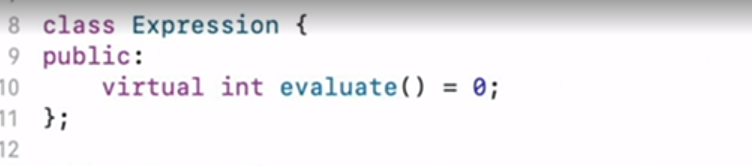 8 class Expression {
9 public:
10     virtual int evaluate() = 0;
11 };
12